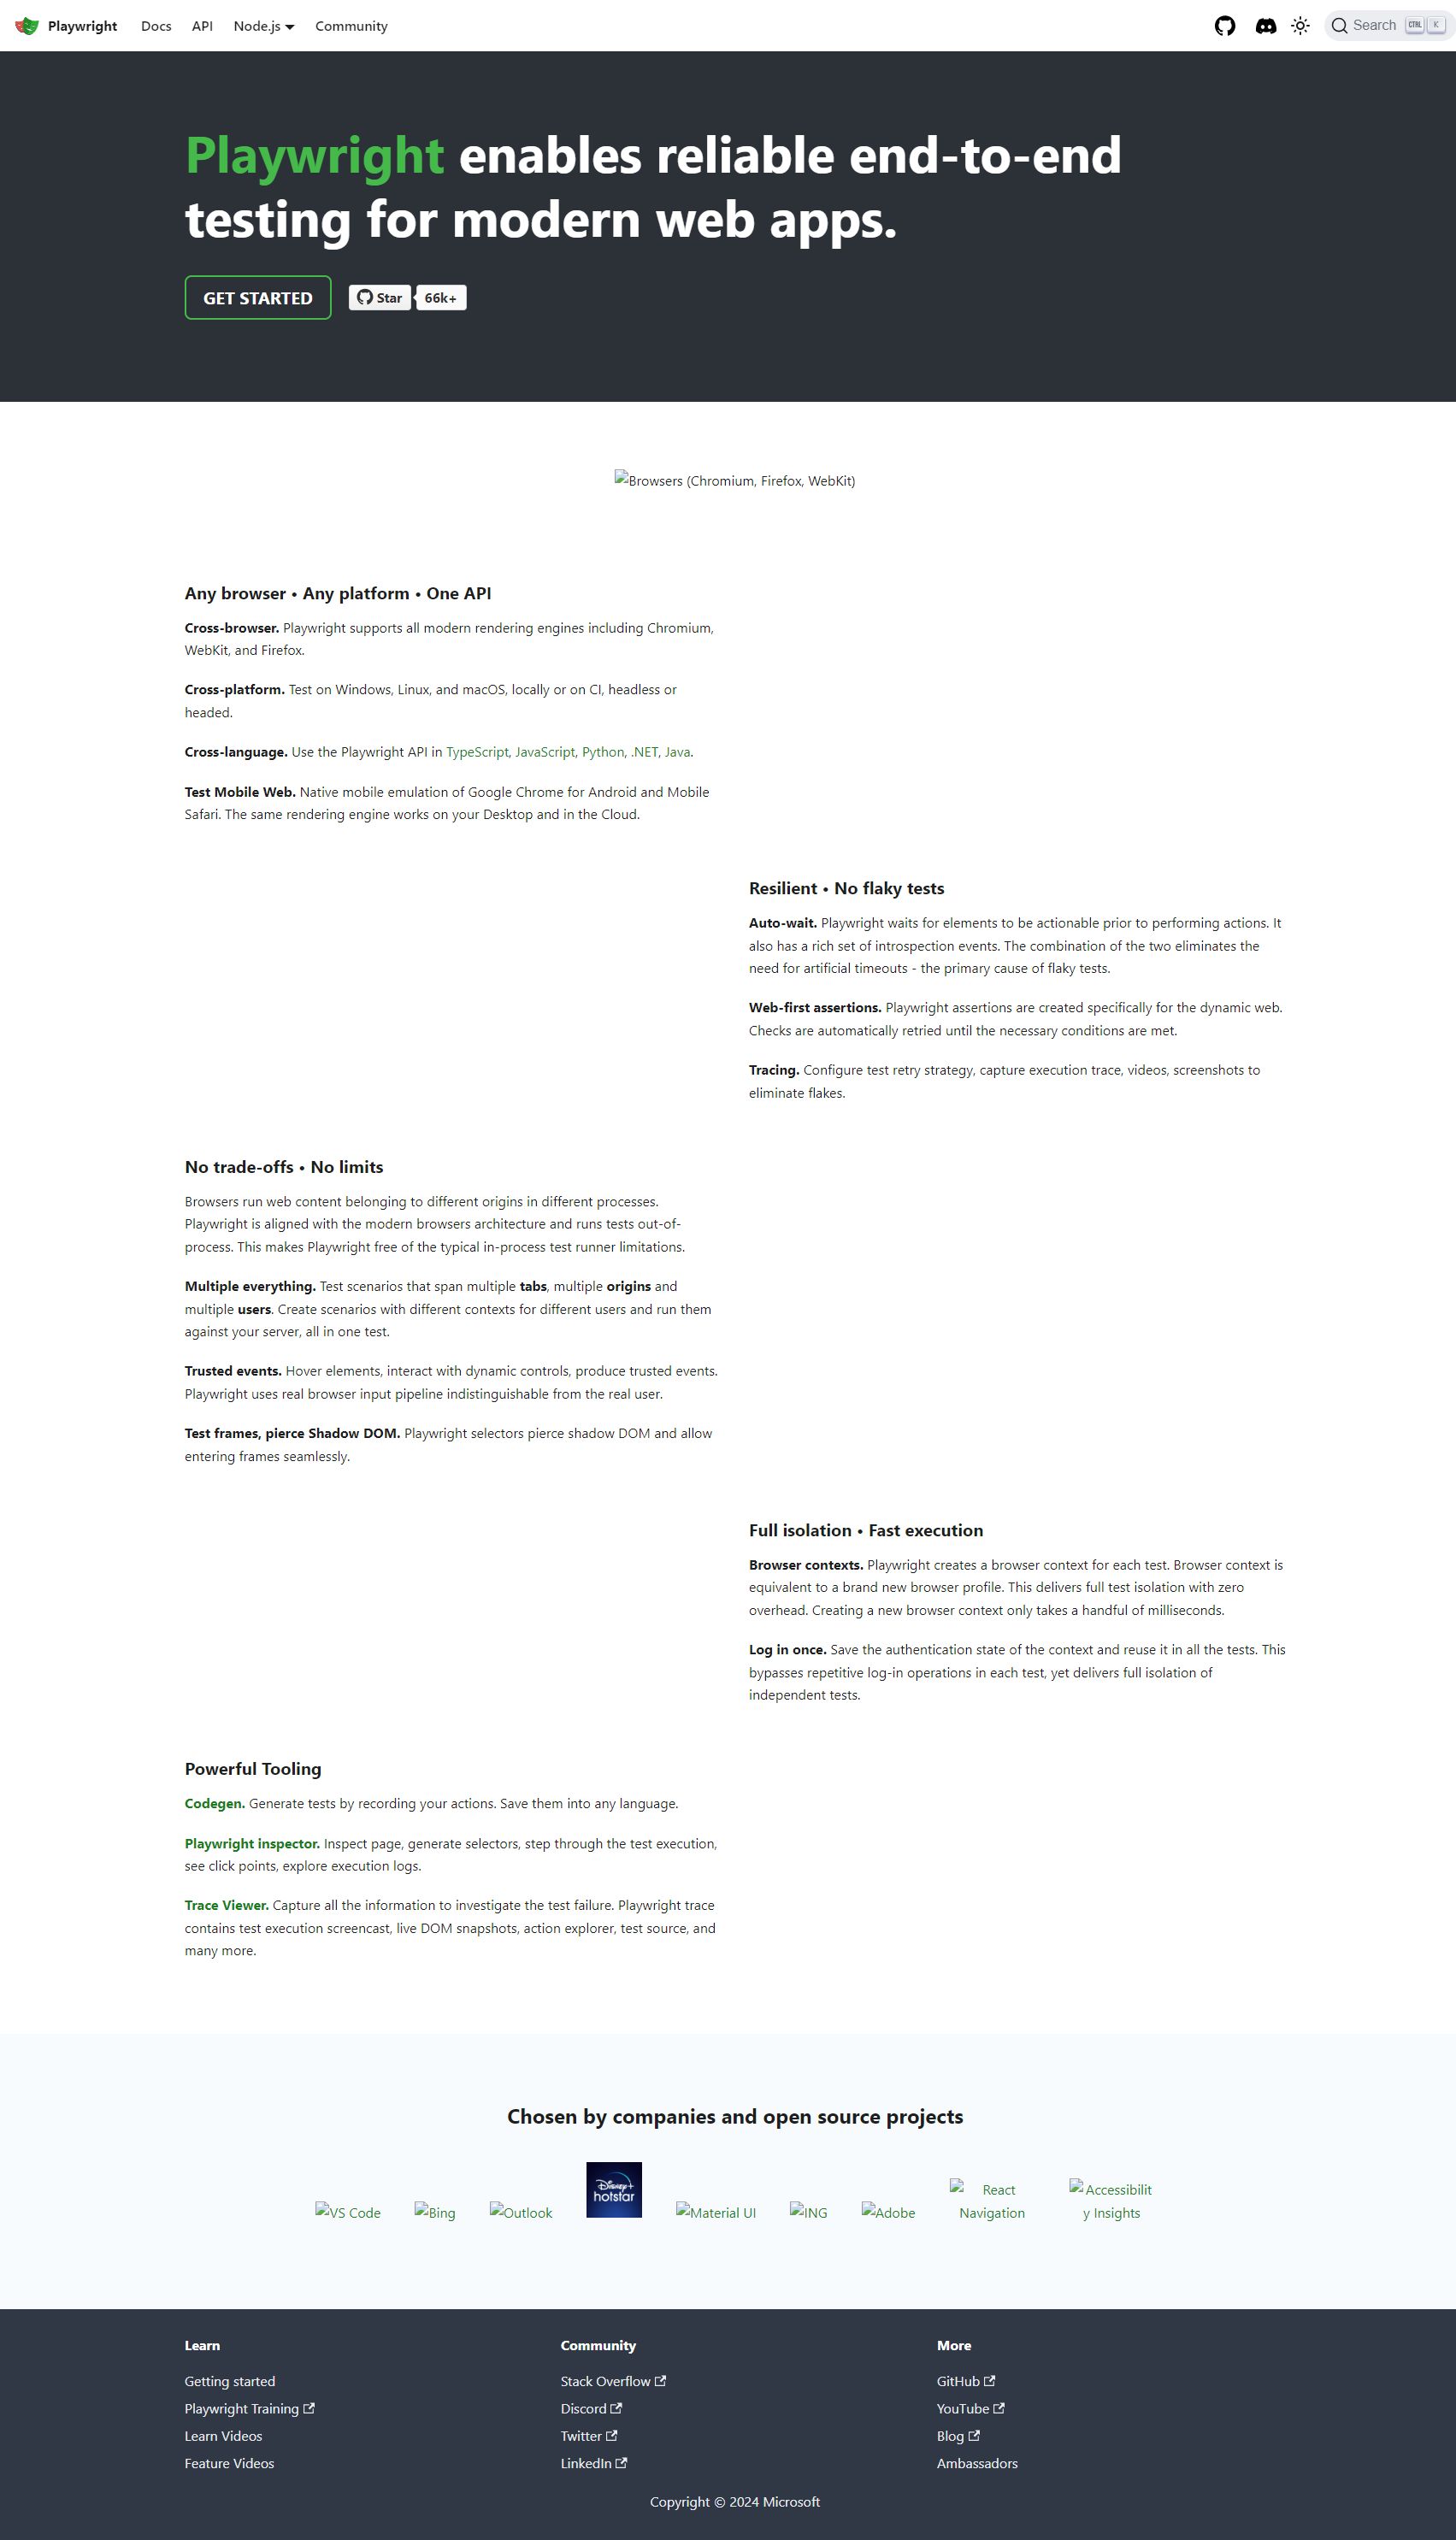 Playwright Docs API Node.js Community Search CTRL K
Playwright enables reliable end-to-end
testing for modern web apps.
GET STARTED Star 66k+
Browsers (Chromium, Firefox, WebKit)
Any browser • Any platform • One API
Cross-browser. Playwright supports all modern rendering engines including Chromium,
WebKit, and Firefox.
Cross-platform. Test on Windows, Linux, and macOS, locally or on CI, headless or
headed.
Cross-language. Use the Playwright API in TypeScript, JavaScript, Python, .NET, Java.
Test Mobile Web. Native mobile emulation of Google Chrome for Android and Mobile
Safari. The same rendering engine works on your Desktop and in the Cloud.
Resilient • No flaky tests
Auto-wait. Playwright waits for elements to be actionable prior to performing actions. It
also has a rich set of introspection events. The combination of the two eliminates the
need for artificial timeouts - the primary cause of flaky tests.
Web-first assertions. Playwright assertions are created specifically for the dynamic web.
Checks are automatically retried until the necessary conditions are met.
Tracing. Configure test retry strategy, capture execution trace, videos, screenshots to
eliminate flakes.
No trade-offs • No limits
Browsers run web content belonging to different origins in different processes.
Playwright is aligned with the modern browsers architecture and runs tests out-of-
process. This makes Playwright free of the typical in-process test runner limitations.
Multiple everything. Test scenarios that span multiple tabs, multiple origins and
multiple users. Create scenarios with different contexts for different users and run them
against your server, all in one test.
Trusted events. Hover elements, interact with dynamic controls, produce trusted events.
Playwright uses real browser input pipeline indistinguishable from the real user.
Test frames, pierce Shadow DOM. Playwright selectors pierce shadow DOM and allow
entering frames seamlessly.
Full isolation • Fast execution
Browser contexts. Playwright creates a browser context for each test. Browser context is
equivalent to a brand new browser profile. This delivers full test isolation with zero
overhead. Creating a new browser context only takes a handful of milliseconds.
Log in once. Save the authentication state of the context and reuse it in all the tests. This
bypasses repetitive log-in operations in each test, yet delivers full isolation of
independent tests.
Powerful Tooling
Codegen. Generate tests by recording your actions. Save them into any language.
Playwright inspector. Inspect page, generate selectors, step through the test execution,
see click points, explore execution logs.
Trace Viewer. Capture all the information to investigate the test failure. Playwright trace
contains test execution screencast, live DOM snapshots, action explorer, test source, and
many more.
Chosen by companies and open source projects
VS Code
Bing
Outlook
Disney+
hotstar
Material UI
ING
Adobe
React
Navigation
Accessibilit
y Insights
Learn
Getting started
Playwright Training
Learn Videos
Feature Videos
Community
Stack Overflow
Discord
Twitter
LinkedIn
More
GitHub
YouTube
Blog
Ambassadors
Copyright © 2024 Microsoft